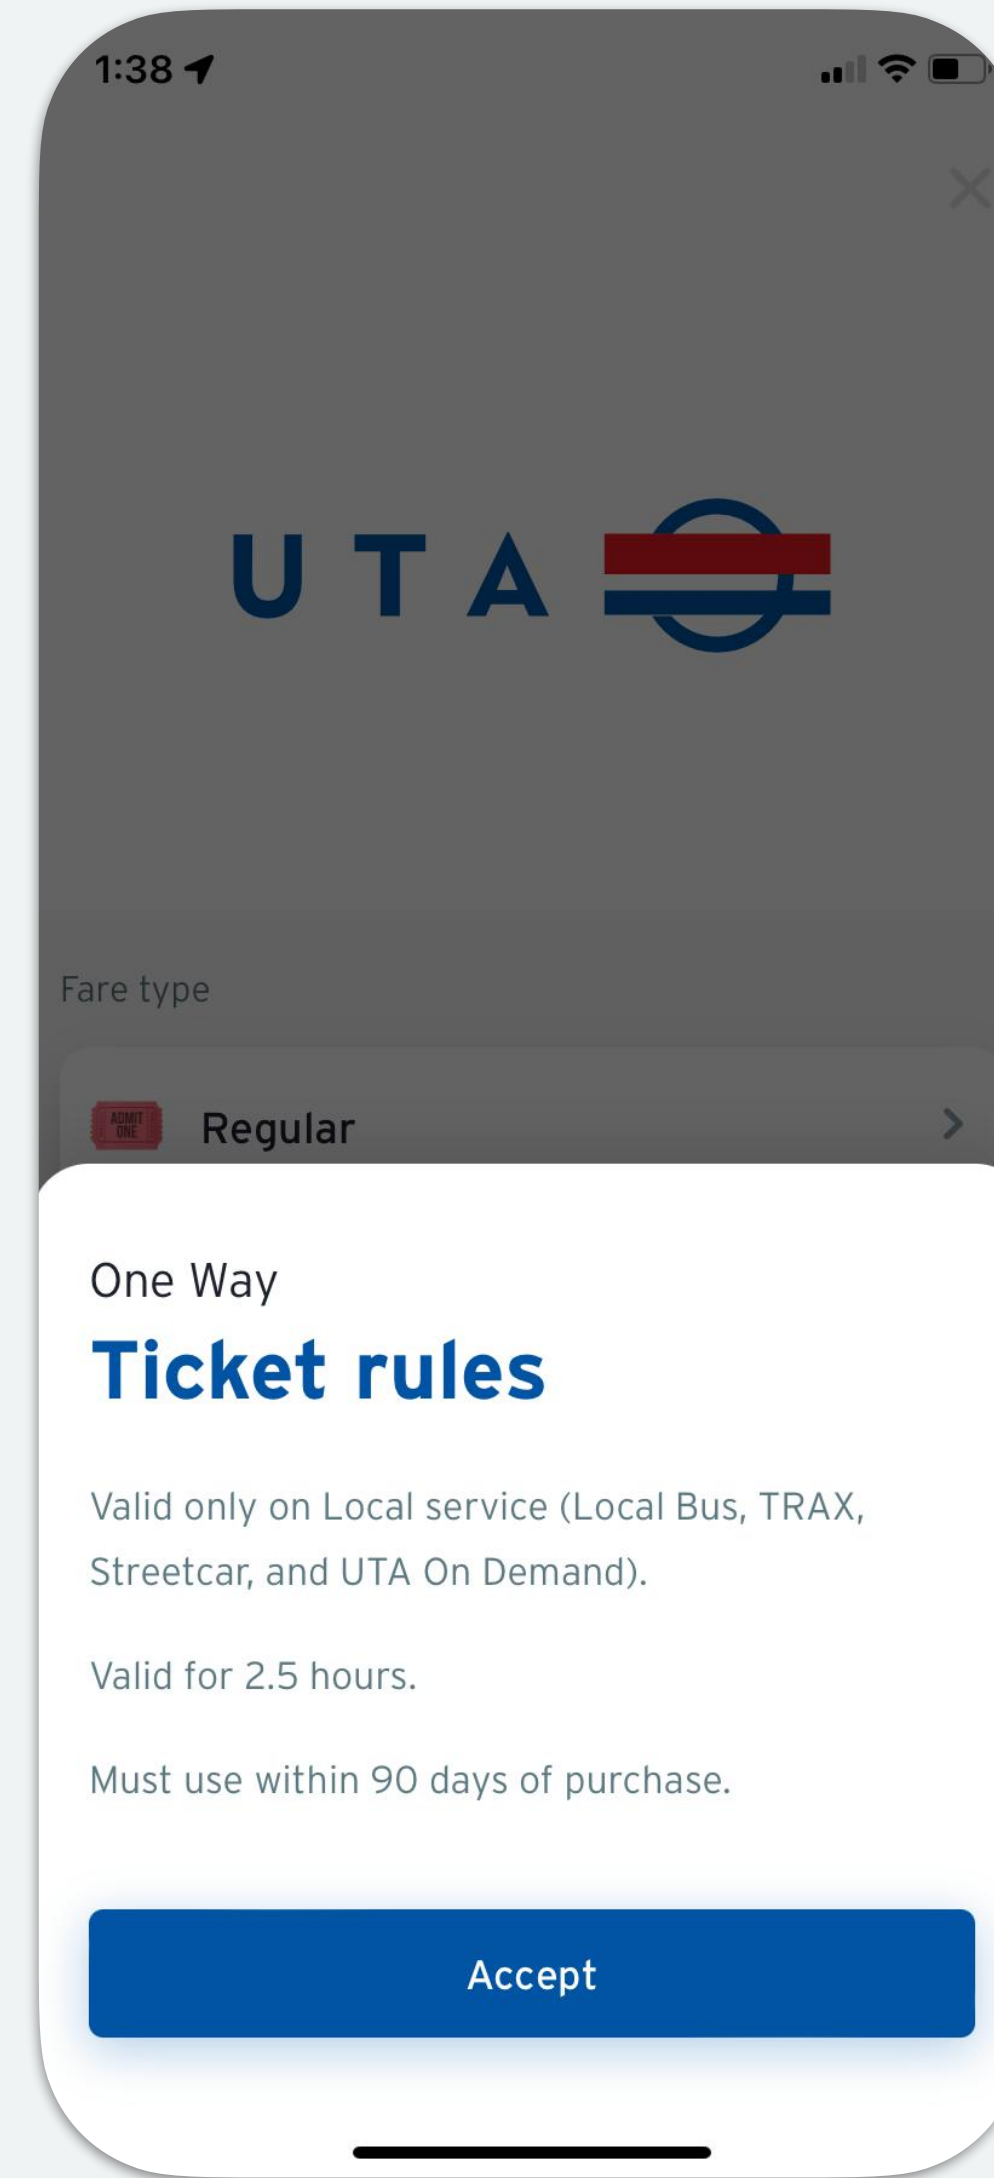 1:38
UTA
Fare type
ADMIT
ONE
Regular
One Way
Ticket rules
Valid only on Local service (Local Bus, TRAX,
Streetcar, and UTA On Demand).
Valid for 2.5 hours.
Must use within 90 days of purchase.
Accept